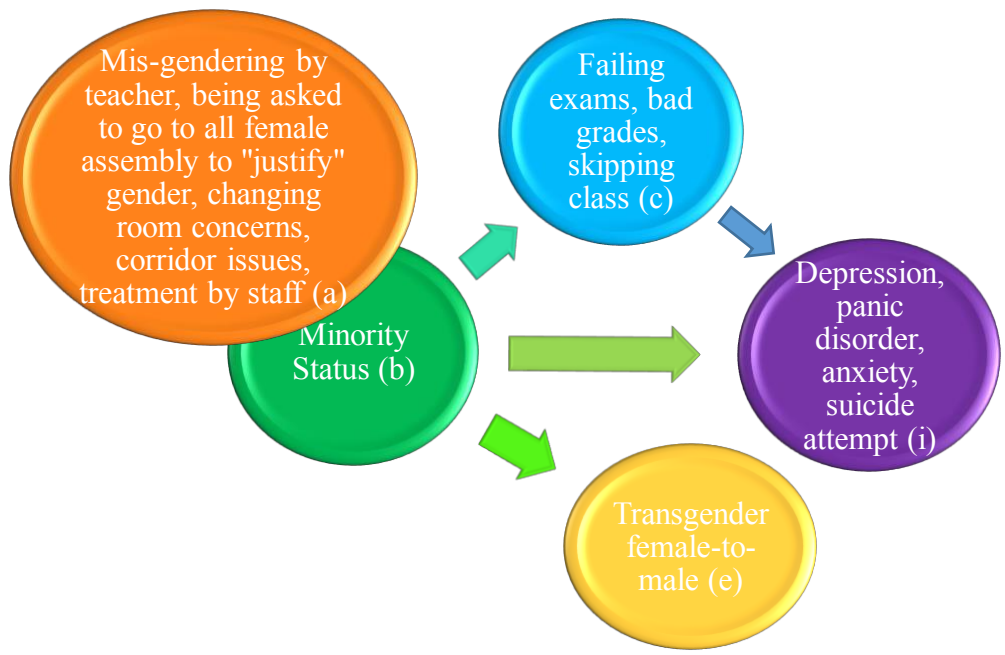 Mis-gendering by
teacher, being asked
to go to all female
assembly to "justify"
gender, changing
room concerns,
corridor issues,
treatment by staff (a)
Minority
Status (b)
Failing
exams, bad
grades,
skipping
class (c)
Depression,
panic
disorder,
anxiety,
suicide
attempt (i)
Transgender
female-to-
male (e)